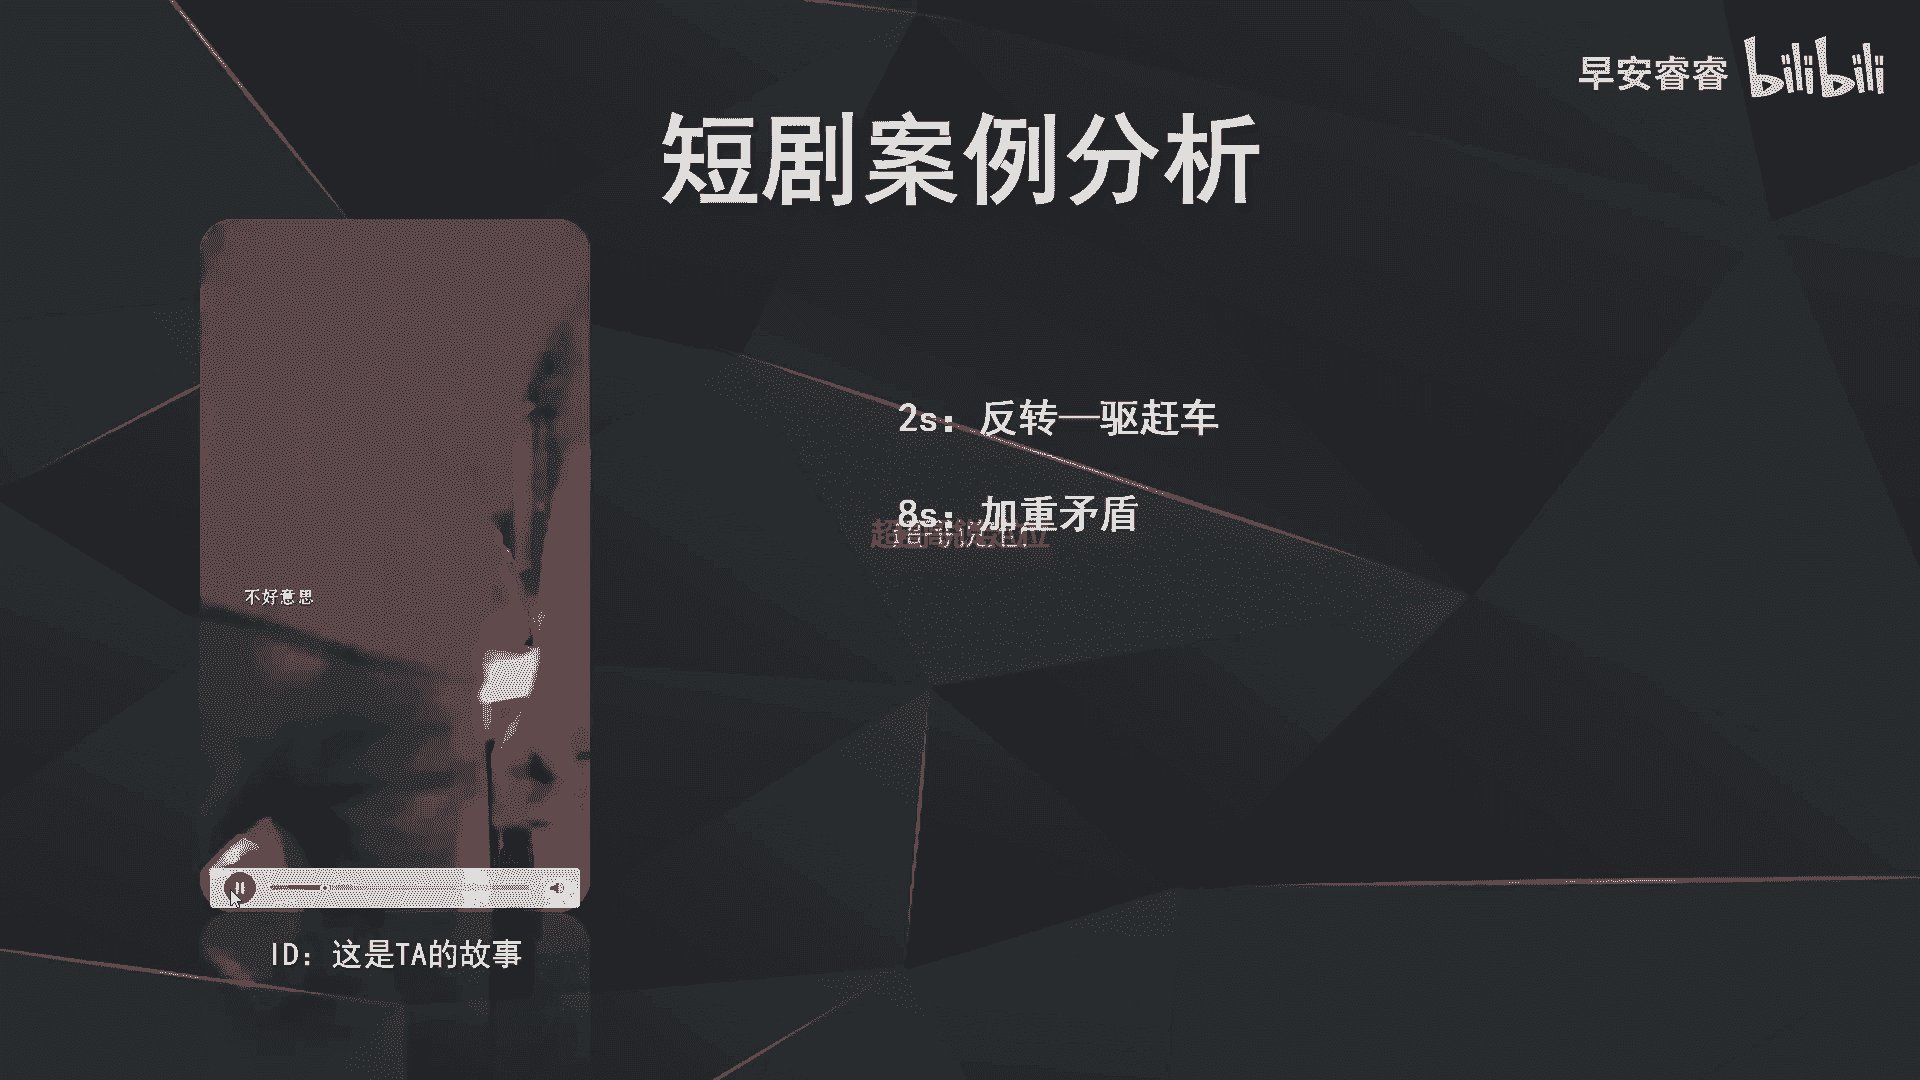 早安睿睿 bilibili
短剧案例分析
2s：反转—驱赶车
8s：加重矛盾
不好意思
ID：这是TA的故事